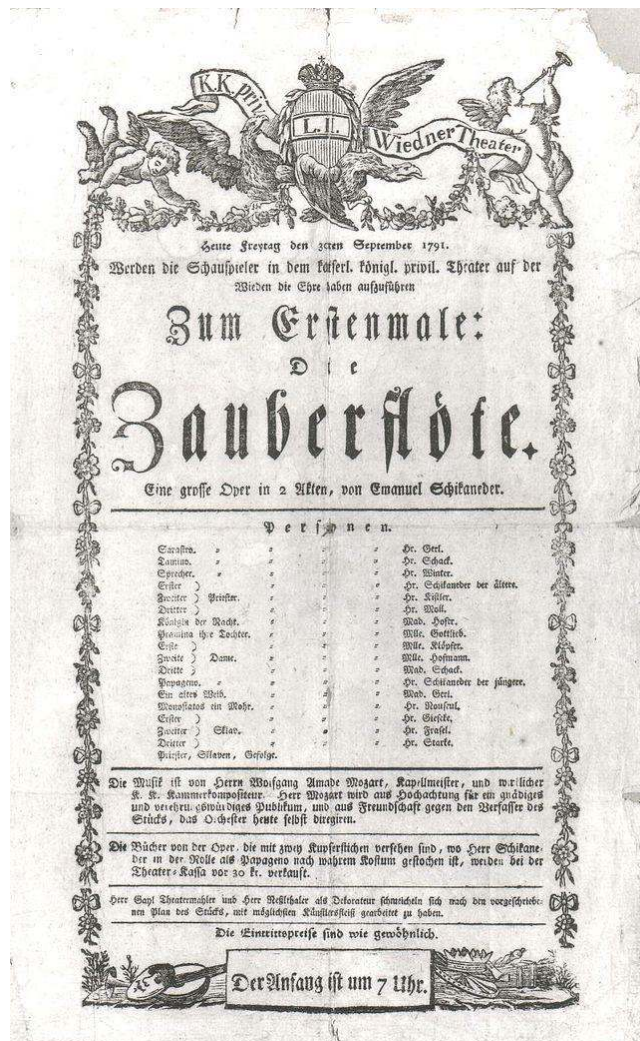 K.K. priv.
L. II.
Wiedner Theater
Heute Freytag den 30ten September 1791.
Werden die Schauspieler in dem kaiserl. königl. privil. Theater auf der
Wieden die Ehre haben aufzuführen
Zum Erstenmale:
Die
Zauberflöte.
Eine grosse Oper in 2 Akten, von Emanuel Schikaneder.
Personen.
Sarastro. Hr. Gerl.
Tamino. Hr. Schack.
Sprecher. Hr. Winter.
Erster ) Hr. Schikaneder der ältere.
Zweiter ) Priester. Hr. Kistler.
Dritter ) Hr. Moll.
Königin der Nacht. Mad. Hofer.
Pamina ihre Tochter. Mlle. Gottlieb.
Erste ) Mlle. Klöpfer.
Zweite ) Dame. Mlle. Hofmann.
Dritte ) Mad. Schack.
Papageno. Hr. Schikaneder der jüngere.
Ein altes Weib. Mad. Gerl.
Monostatos ein Mohr. Hr. Nouseul.
Erster ) Hr. Giesecke.
Zweiter ) Sklav. Hr. Frasel.
Dritter ) Hr. Starke.
Priester, Sklaven, Gefolge.
Die Musik ist von Herrn Wolfgang Amade Mozart, Kapellmeister, und wirklicher
K. K. Kammerkompositeur. Herr Mozart wird aus Hochachtung für ein gnädiges
und verehrungswürdiges Publikum, und aus Freundschaft gegen den Verfasser des
Stücks, das Orchester heute selbst dirigiren.
Die Bücher von der Oper, die mit zwey Kupferstichen versehen sind, wo Herr Schikane-
der in der Rolle als Papageno nach wahrem Kostum gestochen ist, werden bei der
Theater-Kassa vor 30 kr. verkauft.
Herr Gayl Theatermahler und Herr Neßlthaler als Dekorateur schmeicheln sich nach den vorgeschriebe-
nen Plan des Stücks, mit möglichsten Künstlersfleiß gearbeitet zu haben.
Die Eintrittspreise sind wie gewöhnlich.
Der Anfang ist um 7 Uhr.